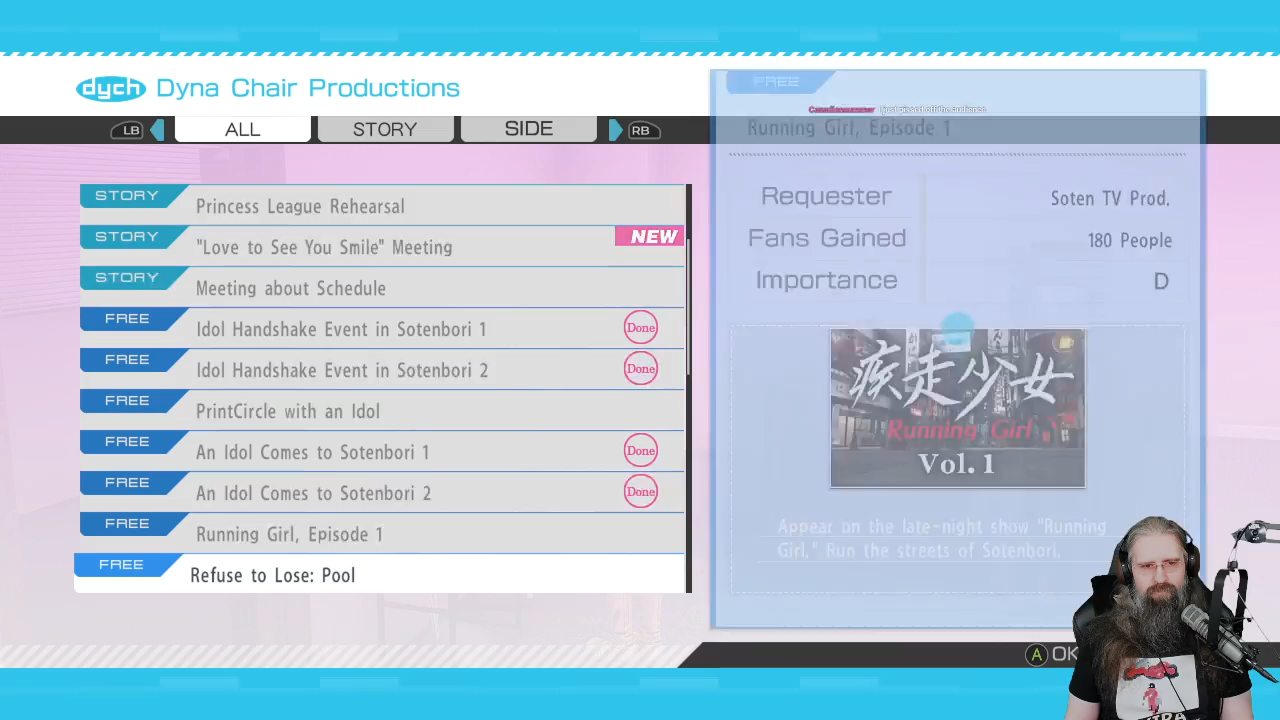 dych Dyna Chair Productions
LB ALL STORY SIDE RB
STORY Princess League Rehearsal
STORY "Love to See You Smile" Meeting NEW
STORY Meeting about Schedule
FREE Idol Handshake Event in Sotenbori 1 Done
FREE Idol Handshake Event in Sotenbori 2 Done
FREE PrintCircle with an Idol
FREE An Idol Comes to Sotenbori 1 Done
FREE An Idol Comes to Sotenbori 2 Done
FREE Running Girl, Episode 1
FREE Refuse to Lose: Pool
FREE
I just pissed off the audience
Running Girl, Episode 1
Requester Soten TV Prod.
Fans Gained 180 People
Importance D
疾走少女
Running Girl
Vol.1
Appear on the late-night show "Running
Girl," Run the streets of Sotenbori.
A OK